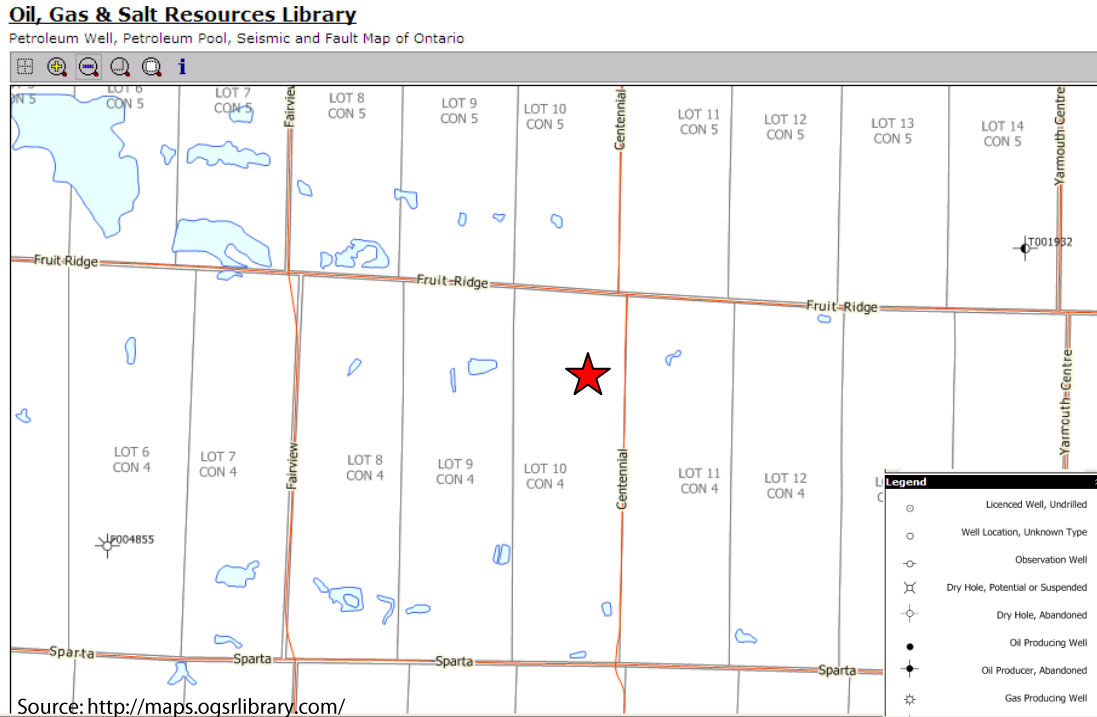 Oil, Gas & Salt Resources Library
Petroleum Well, Petroleum Pool, Seismic and Fault Map of Ontario
i
CON 5
LOT 7
CON 5
LOT 8
CON 5
LOT 9
CON 5
LOT 10
CON 5
LOT 11
CON 5
LOT 12
CON 5
LOT 13
CON 5
LOT 14
CON 5
Fairview
Centennial
Yarmouth-Centre
T001932
Fruit-Ridge
Fruit-Ridge
Fruit-Ridge
LOT 6
CON 4
LOT 7
CON 4
LOT 8
CON 4
LOT 9
CON 4
LOT 10
CON 4
LOT 11
CON 4
LOT 12
CON 4
Fairview
Centennial
Yarmouth-Centre
F004855
Sparta
Sparta
Sparta
Sparta
Legend
Licenced Well, Undrilled
Well Location, Unknown Type
Observation Well
Dry Hole, Potential or Suspended
Dry Hole, Abandoned
Oil Producing Well
Oil Producer, Abandoned
Gas Producing Well
Source: http://maps.ogsrlibrary.com/